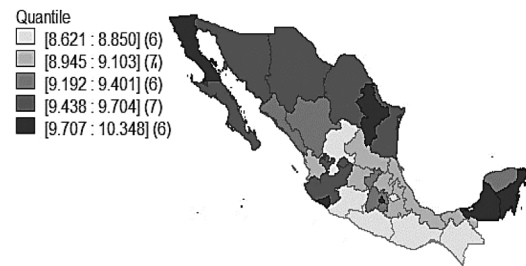 Quantile
[8.621 : 8.850] (6)
[8.945 : 9.103] (7)
[9.192 : 9.401] (6)
[9.438 : 9.704] (7)
[9.707 : 10.348] (6)